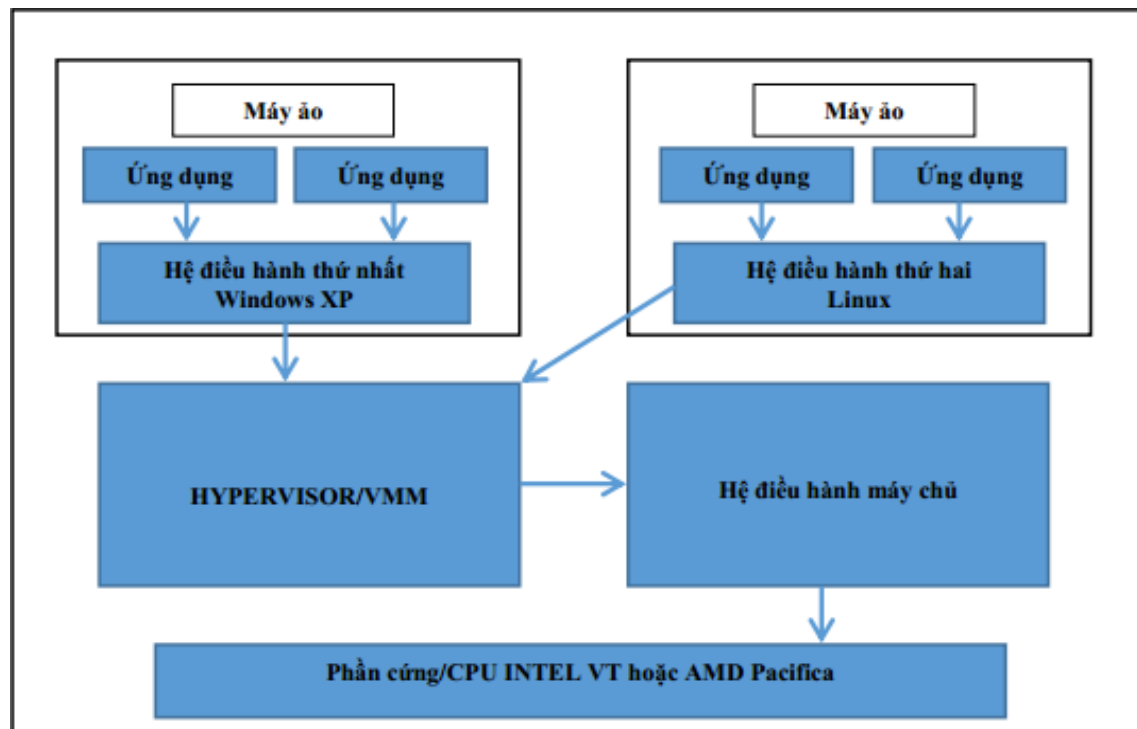 Máy ảo
Máy ảo
Ứng dụng
Ứng dụng
Ứng dụng
Ứng dụng
Hệ điều hành thứ nhất
Windows XP
Hệ điều hành thứ hai
Linux
HYPERVISOR/VMM
Hệ điều hành máy chủ
Phần cứng/CPU INTEL VT hoặc AMD Pacifica